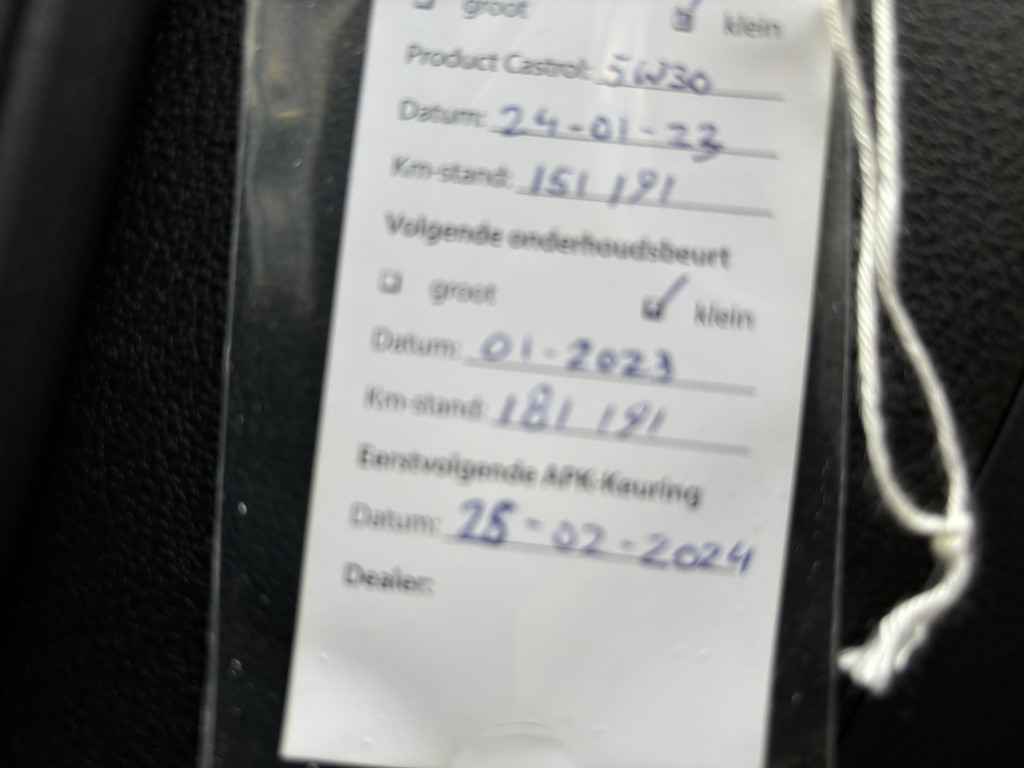 groot klein
Product Castrol: 5W30
Datum: 24-01-23
Km-stand: 151 191
Volgende onderhoudsbeurt
groot klein
Datum: 01-2023
Km-stand: 181 191
Eerstvolgende APK-Keuring
Datum: 25-02-2024
Dealer: